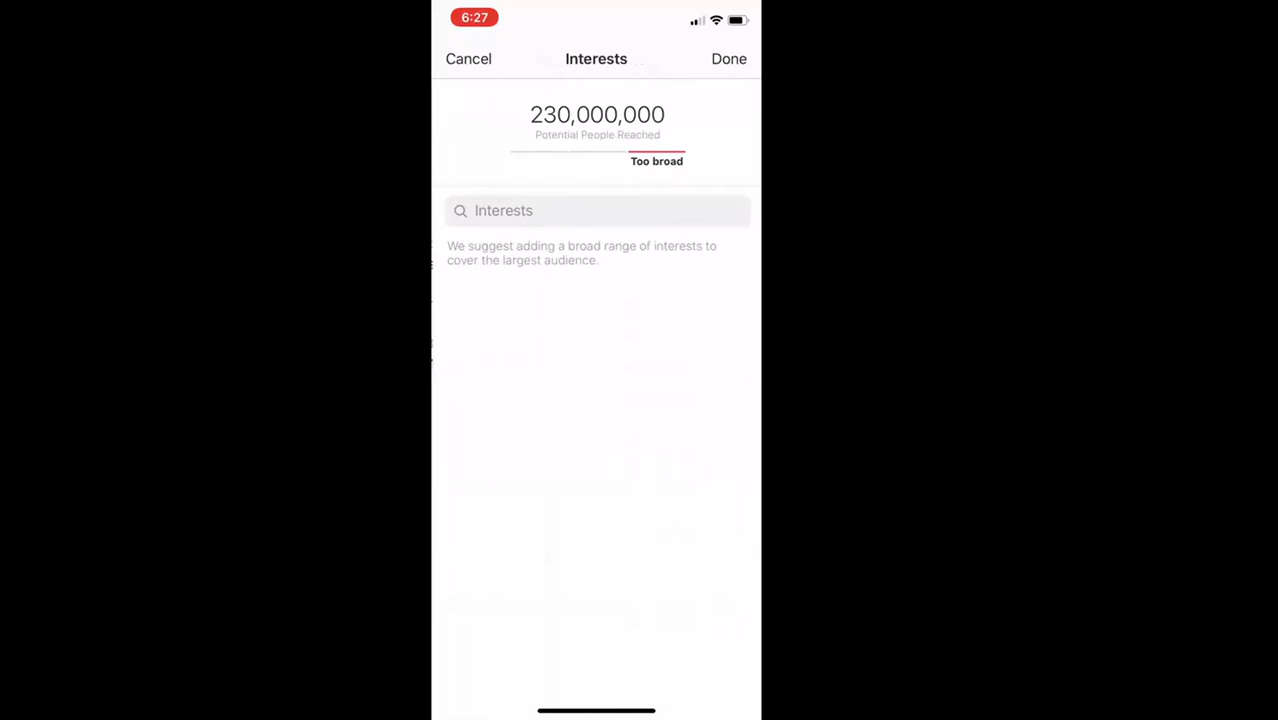 6:27
Cancel Interests Done
230,000,000
Potential People Reached
Too broad
Interests
We suggest adding a broad range of interests to
cover the largest audience.